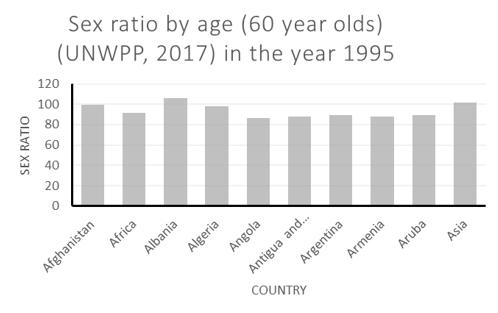 Sex ratio by age (60 year olds)
(UNWPP, 2017) in the year 1995
120
100
80
60
40
20
0
SEX RATIO
Afghanistan
Africa
Albania
Algeria
Angola
Antigua and...
Argentina
Armenia
Aruba
Asia
COUNTRY